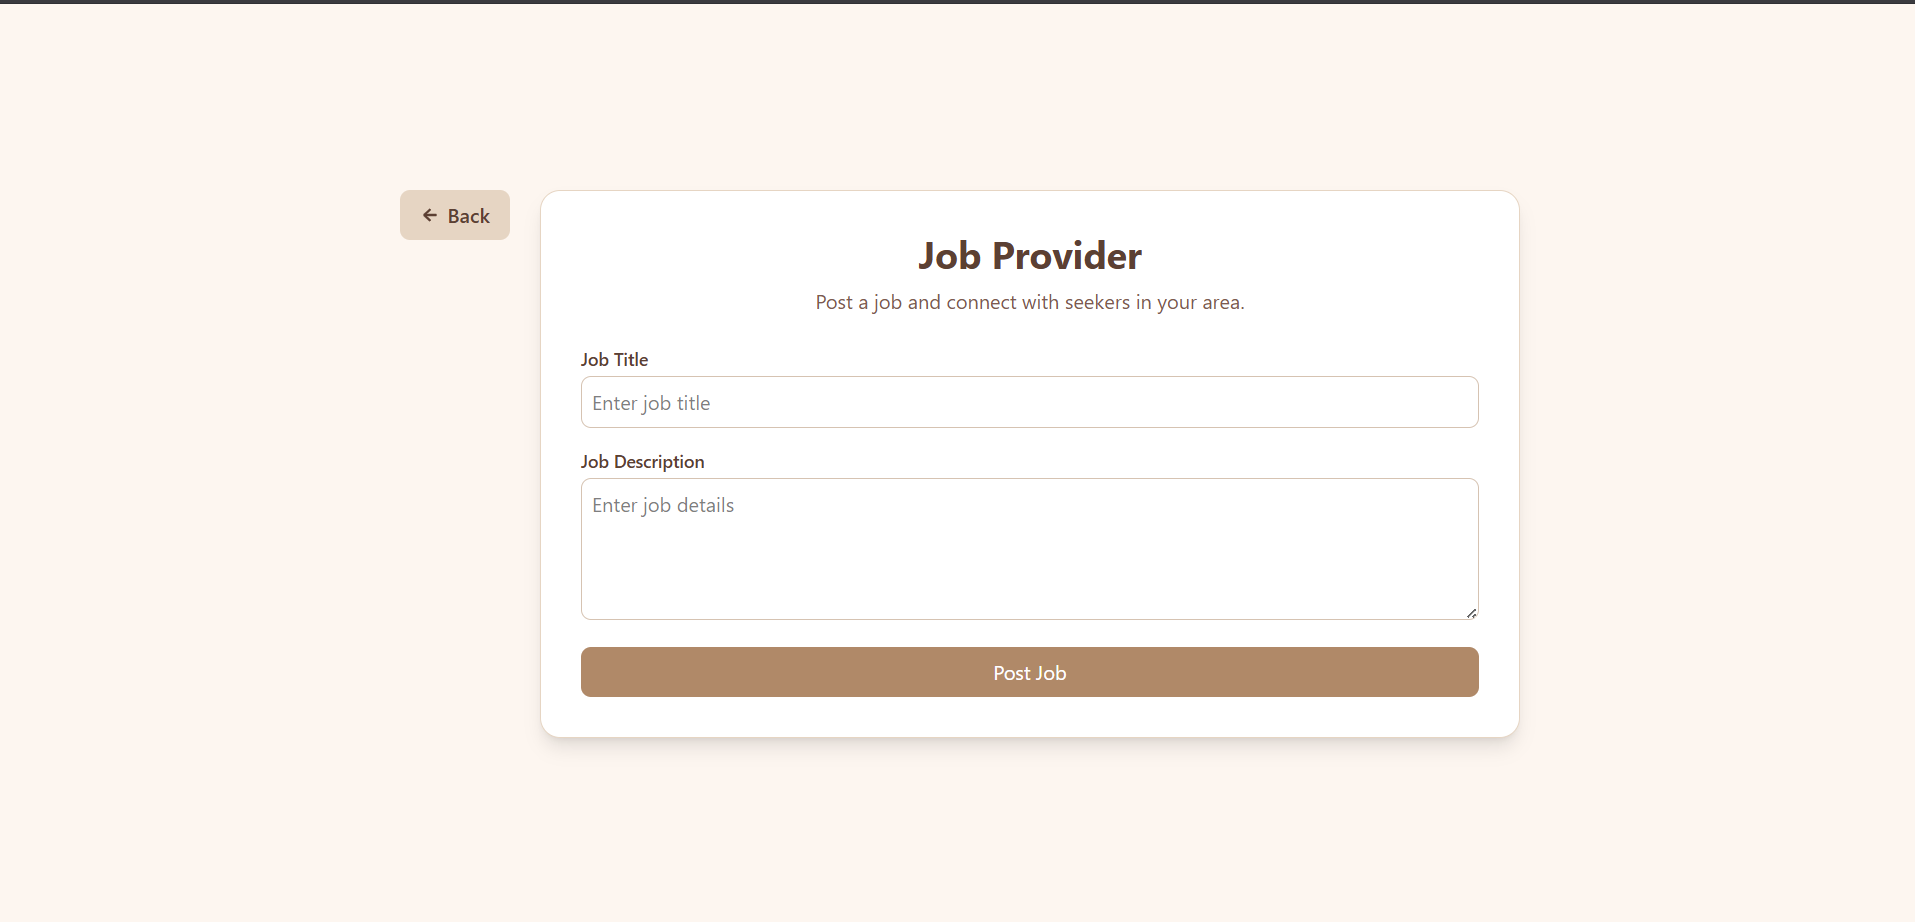 Back
Job Provider
Post a job and connect with seekers in your area.
Job Title
Enter job title
Job Description
Enter job details
Post Job